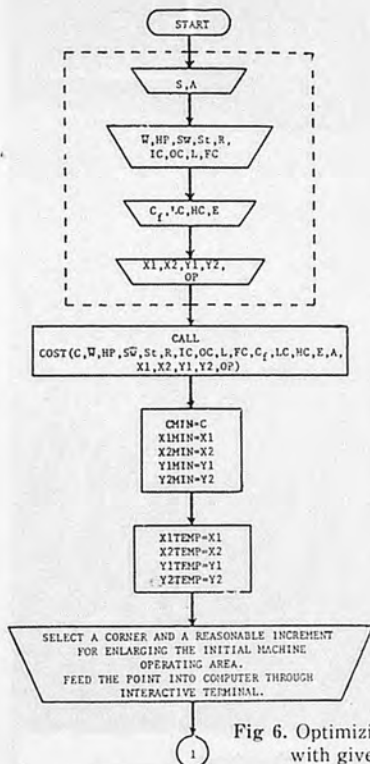 START
S,A
W̅,HP,Sw,St,R,
IC,OC,L,FC
C_f,LC,HC,E
X1,X2,Y1,Y2,
OP
CALL
COST(C,W̅,HP,Sw̅,St,R,IC,OC,L,FC,C_f,LC,HC,E,A,
X1,X2,Y1,Y2,OP)
CMIN=C
X1MIN=X1
X2MIN=X2
Y1MIN=Y1
Y2MIN=Y2
X1TEMP=X1
X2TEMP=X2
Y1TEMP=Y1
Y2TEMP=Y2
SELECT A CORNER AND A REASONABLE INCREMENT
FOR ENLARGING THE INITIAL MACHINE
OPERATING AREA.
FEED THE POINT INTO COMPUTER THROUGH
INTERACTIVE TERMINAL.
1
Fig 6. Optimizi
with give